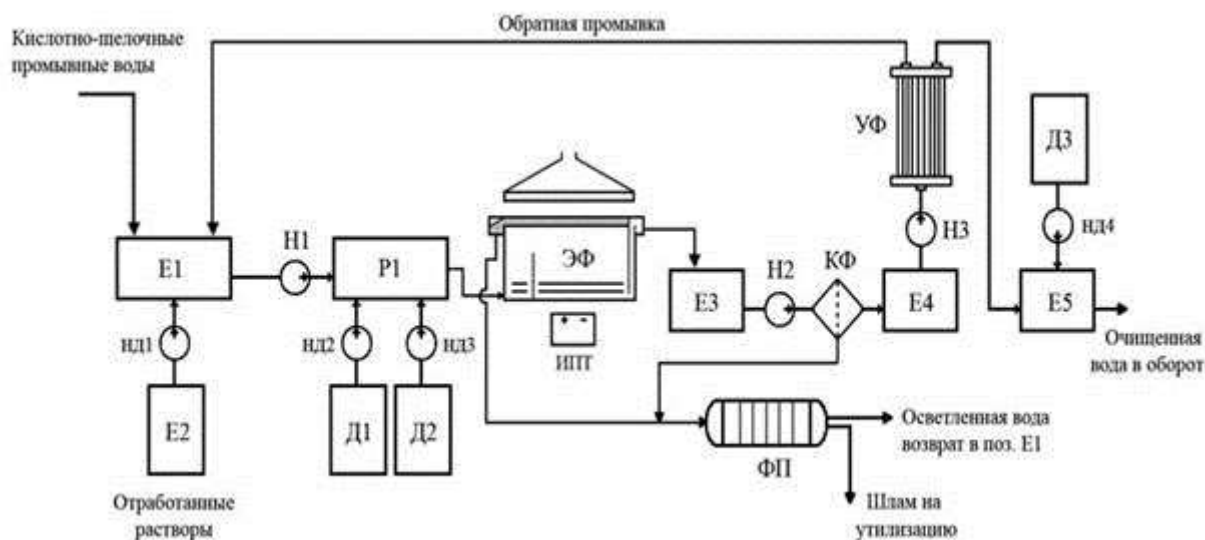 Обратная промывка
Кислотно-щелочные
промывные воды
УФ
Д3
Н1
Н3
нд4
Е1
Р1
ЭФ
Н2
КФ
Е3
Е4
Е5
нд1
нд2
нд3
+ -
ИПТ
Очищенная
вода в оборот
Е2
Д1
Д2
Осветленная вода
возврат в поз. Е1
ФП
Отработанные
растворы
Шлам на
утилизацию